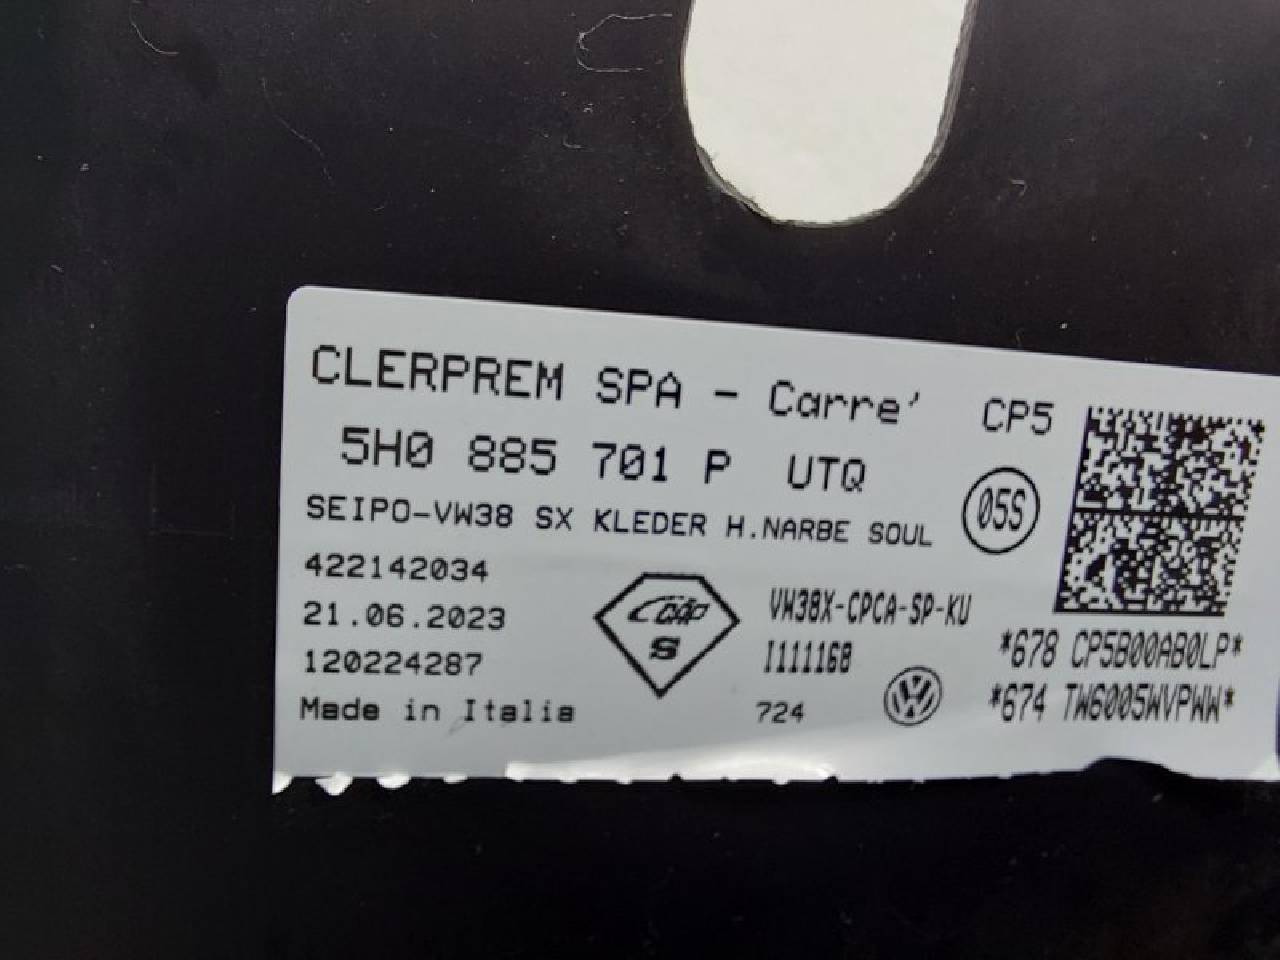 CLERPREM SPA - Carre' CP5
5H0 885 701 P UTQ
05S
SEIPO-VW38 SX KLEDER H.NARBE SOUL
422142034
VW38X-CPCA-SP-KU
21.06.2023
I111168
*678 CP5B00AB0LP*
120224287
*674 TW6005WVPWW*
Made in Italia
724
S